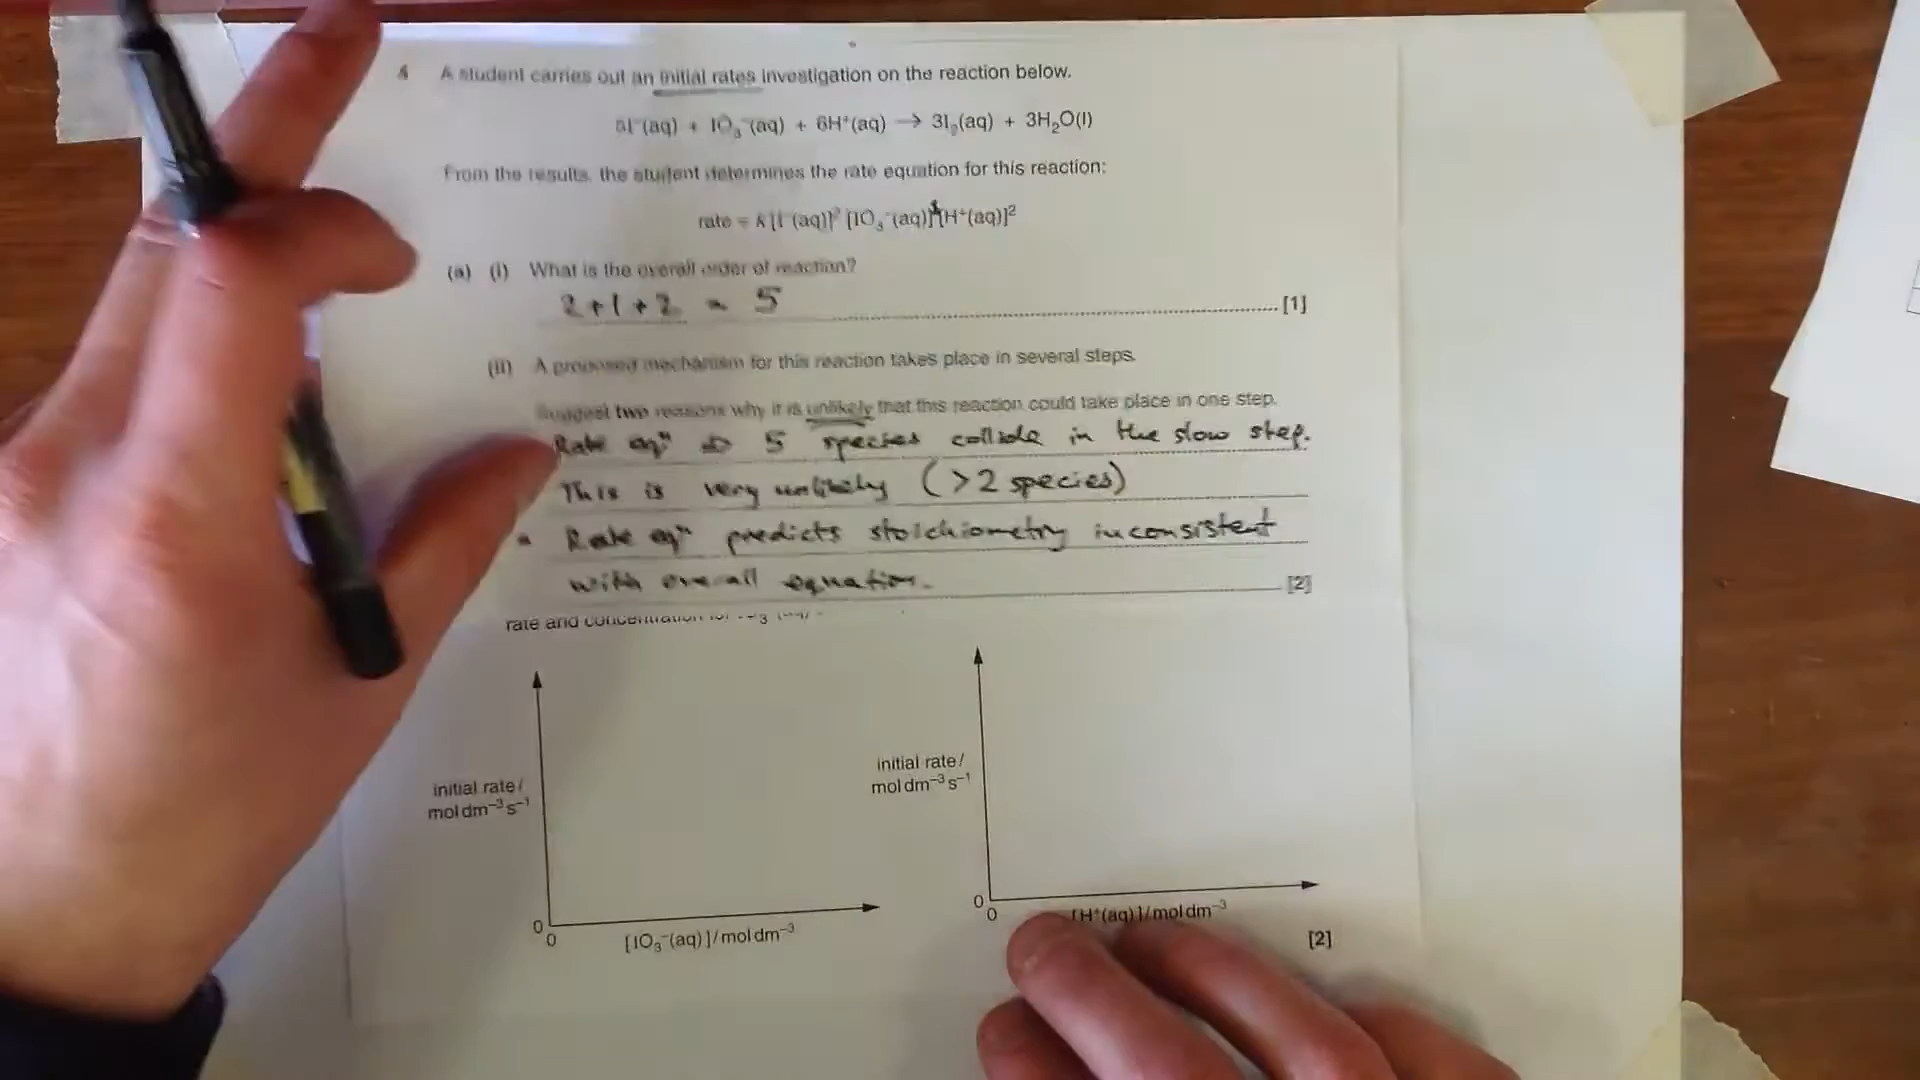 4 A student carries out an initial rates investigation on the reaction below.
5I⁻(aq) + IO₃⁻(aq) + 6H⁺(aq) → 3I₂(aq) + 3H₂O(l)
From the results, the student determines the rate equation for this reaction:
rate = k [I⁻(aq)]² [IO₃⁻(aq)]¹ [H⁺(aq)]²
(a) (i) What is the overall order of reaction?
2+1+2 = 5 [1]
(ii) A proposed mechanism for this reaction takes place in several steps.
Suggest two reasons why it is unlikely that this reaction could take place in one step.
Rate eqⁿ ⇒ 5 species collide in the slow step.
This is very unlikely (>2 species)
Rate eqⁿ predicts stoichiometry inconsistent
with overall equation. [2]
rate and concentration
initial rate / mol dm⁻³ s⁻¹
0
0
[IO₃⁻(aq)] / mol dm⁻³
initial rate / mol dm⁻³ s⁻¹
0
0
[H⁺(aq)] / mol dm⁻³
[2]